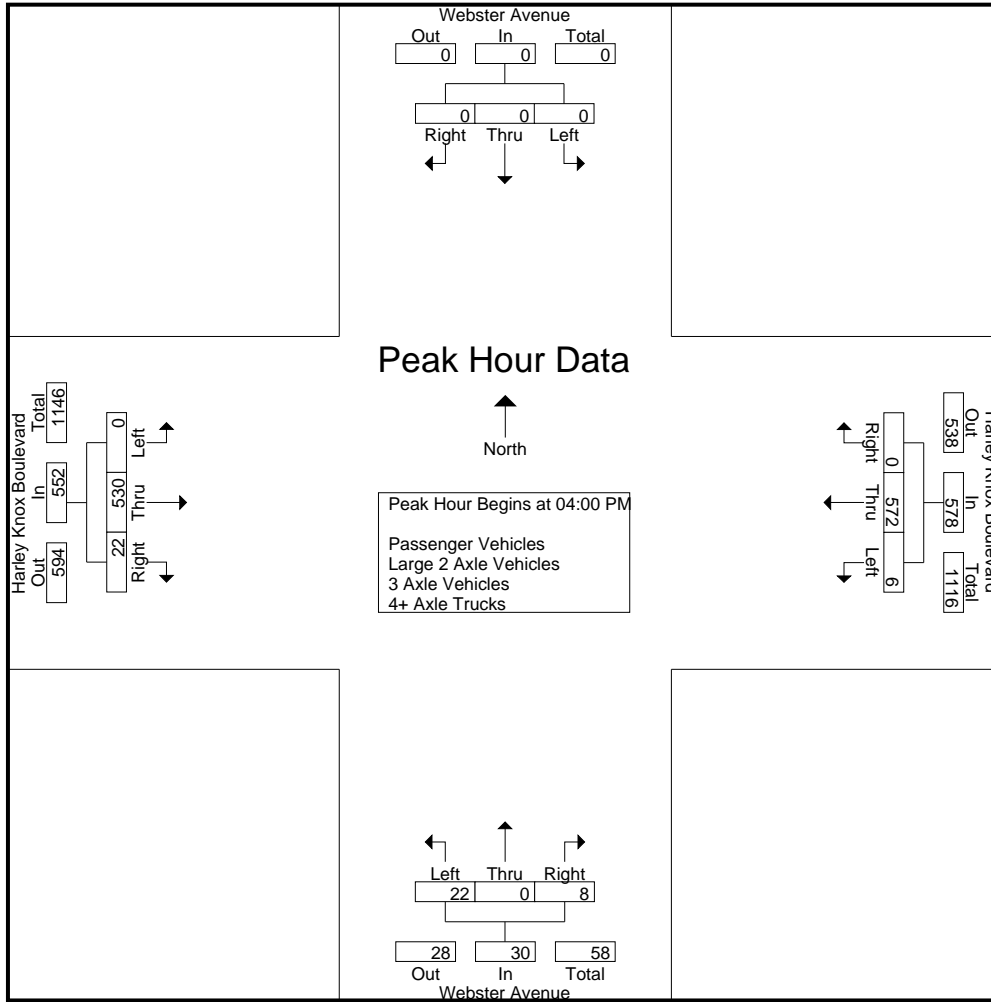 Webster Avenue
Out In Total
0 0 0
0 0 0
Right Thru Left
Peak Hour Data
North
Peak Hour Begins at 04:00 PM
Passenger Vehicles
Large 2 Axle Vehicles
3 Axle Vehicles
4+ Axle Trucks
Harley Knox Boulevard
Out In Total
594 552 1146
22 530 0
Right Thru Left
Harley Knox Boulevard
Out In Total
538 578 1116
0 572 6
Right Thru Left
Left Thru Right
22 0 8
28 30 58
Out In Total
Webster Avenue